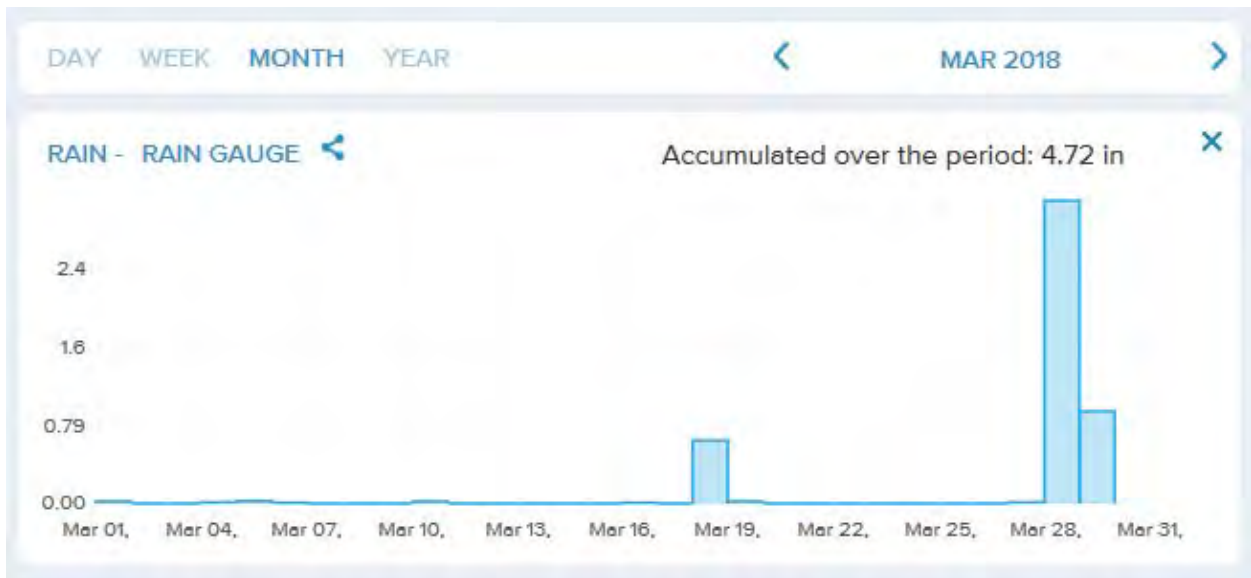 DAY WEEK MONTH YEAR MAR 2018
RAIN - RAIN GAUGE Accumulated over the period: 4.72 in
2.4
1.6
0.79
0.00
Mar 01, Mar 04, Mar 07, Mar 10, Mar 13, Mar 16, Mar 19, Mar 22, Mar 25, Mar 28, Mar 31,